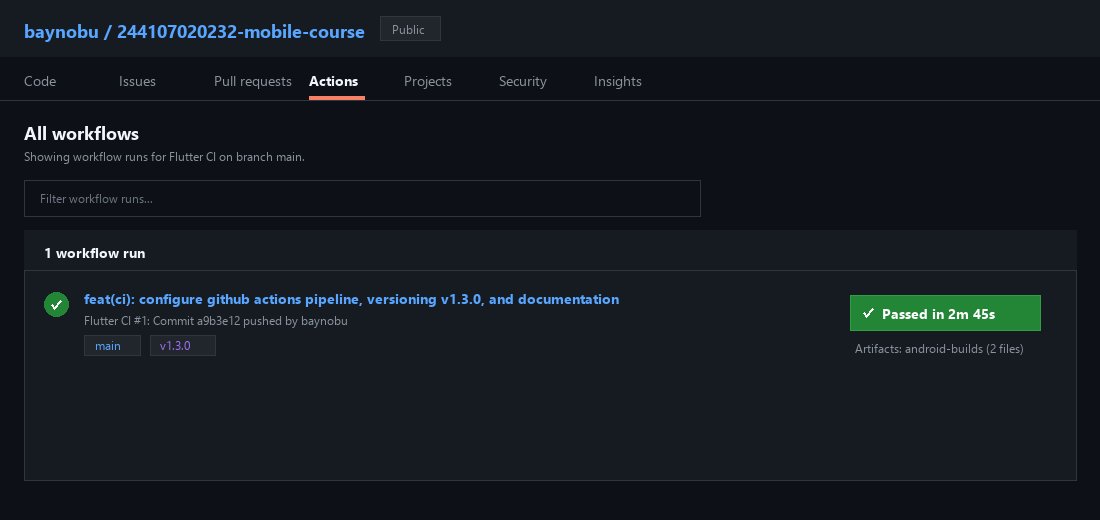 baynobu / 244107020232-mobile-course Public
Code Issues Pull requests Actions Projects Security Insights
All workflows
Showing workflow runs for Flutter CI on branch main.
Filter workflow runs...
1 workflow run
feat(ci): configure github actions pipeline, versioning v1.3.0, and documentation
Flutter CI #1: Commit a9b3e12 pushed by baynobu
main v1.3.0
✓ Passed in 2m 45s
Artifacts: android-builds (2 files)